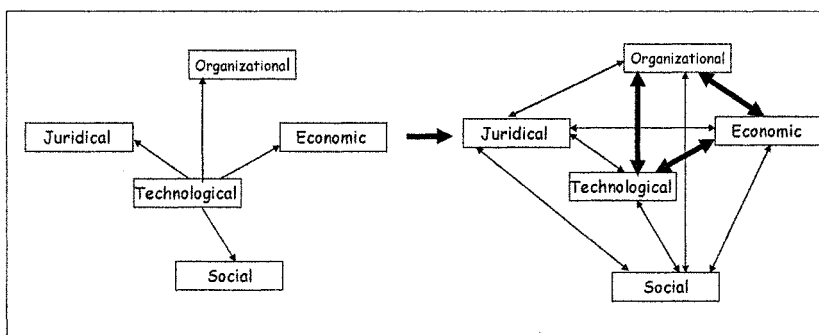 Organizational
Juridical
Economic
Technological
Social
Organizational
Juridical
Economic
Technological
Social